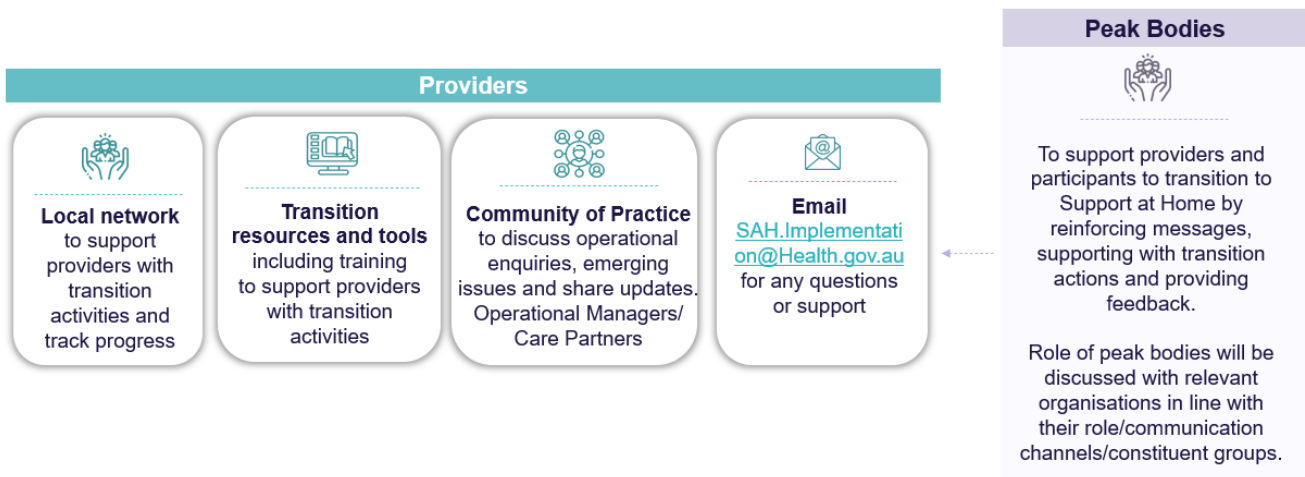 Peak Bodies
Providers
Local network
to support
providers with
transition
activities and
track progress
Transition
resources and tools
including training
to support providers
with transition
activities
Community of Practice
to discuss operational
enquiries, emerging
issues and share updates.
Operational Managers/
Care Partners
Email
SAH.Implementati
on@Health.gov.au
for any questions
or support
To support providers and
participants to transition to
Support at Home by
reinforcing messages,
supporting with transition
actions and providing
feedback.
Role of peak bodies will be
discussed with relevant
organisations in line with
their role/communication
channels/constituent groups.